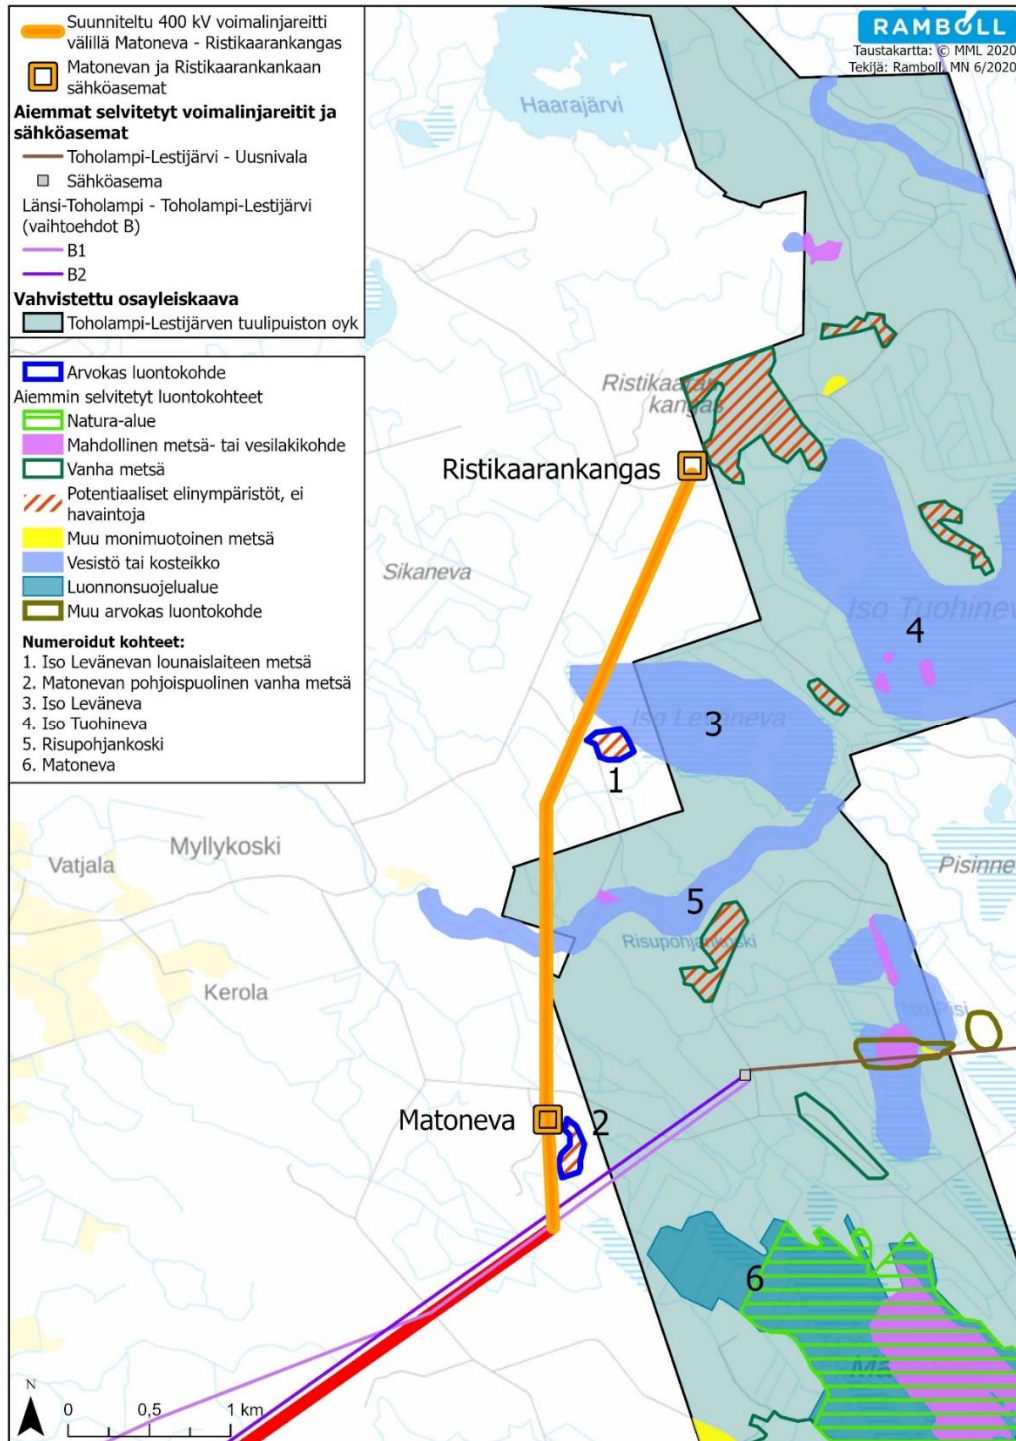 Suunniteltu 400 kV voimalinjareitti
välillä Matoneva - Ristikaarankangas
Matonevan ja Ristikaarankankaan
sähköasemat
Aiemmat selvitetyt voimalinjareitit ja
sähköasemat
Toholampi-Lestijärvi - Uusnivala
Sähköasema
Länsi-Toholampi - Toholampi-Lestijärvi
(vaihtoehdot B)
B1
B2
Vahvistettu osayleiskaava
Toholampi-Lestijärven tuulipuiston oyk
Arvokas luontokohde
Aiemmin selvitetyt luontokohteet
Natura-alue
Mahdollinen metsä- tai vesilakikohde
Vanha metsä
Potentiaaliset elinympäristöt, ei
havaintoja
Muu monimuotoinen metsä
Vesistö tai kosteikko
Luonnonsuojelualue
Muu arvokas luontokohde
Numeroidut kohteet:
1. Iso Levänevan lounaislaiteen metsä
2. Matonevan pohjoispuolinen vanha metsä
3. Iso Leväneva
4. Iso Tuohineva
5. Risupohjankoski
6. Matoneva
RAMBOLL
Taustakartta: © MML 2020
Tekijä: Ramboll, MN 6/2020
Haarajärvi
Ristikaaran
kangas
Ristikaarankangas
Sikaneva
Iso Tuohineva
4
Iso Leväneva
3
1
Myllykoski
Vatjala
Pisinne
5
Risupohjankoski
Kerola
Iso-Pisi
Matoneva
2
6
Ma
N
0 0,5 1 km